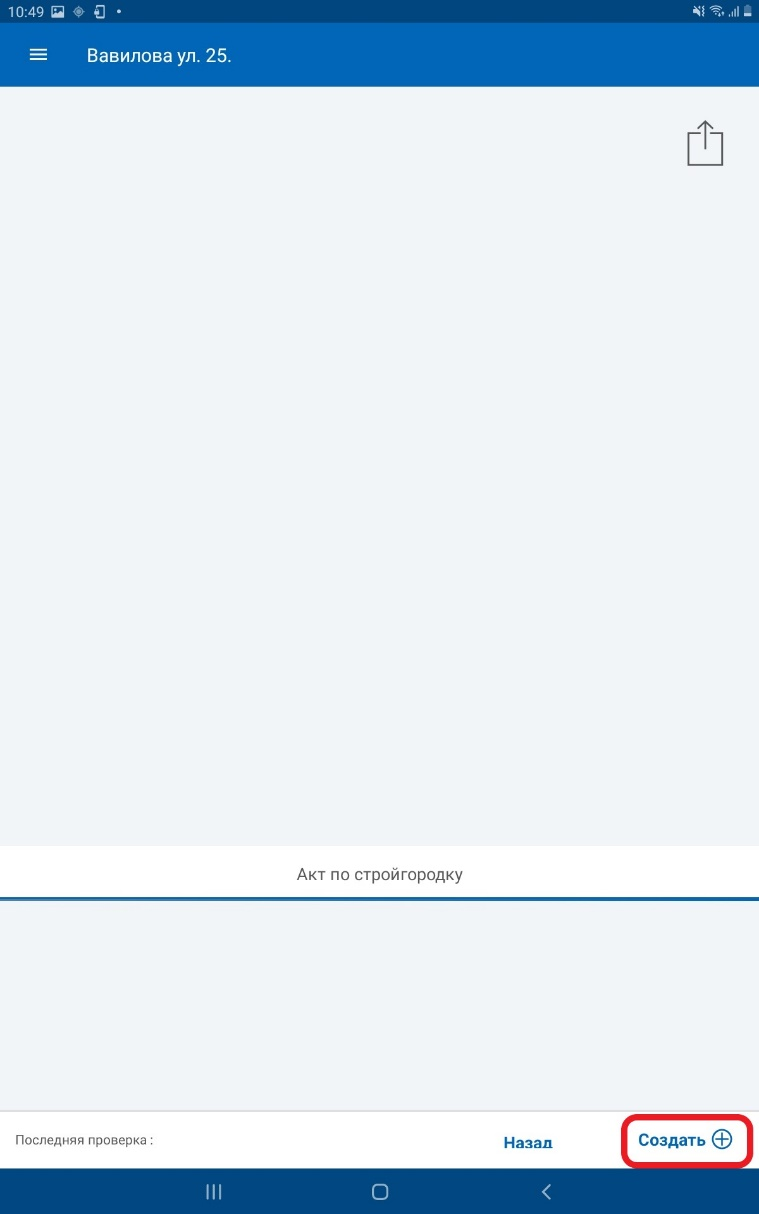 10:49
Вавилова ул. 25.
Акт по стройгородку
Последняя проверка :
Назад
Создать